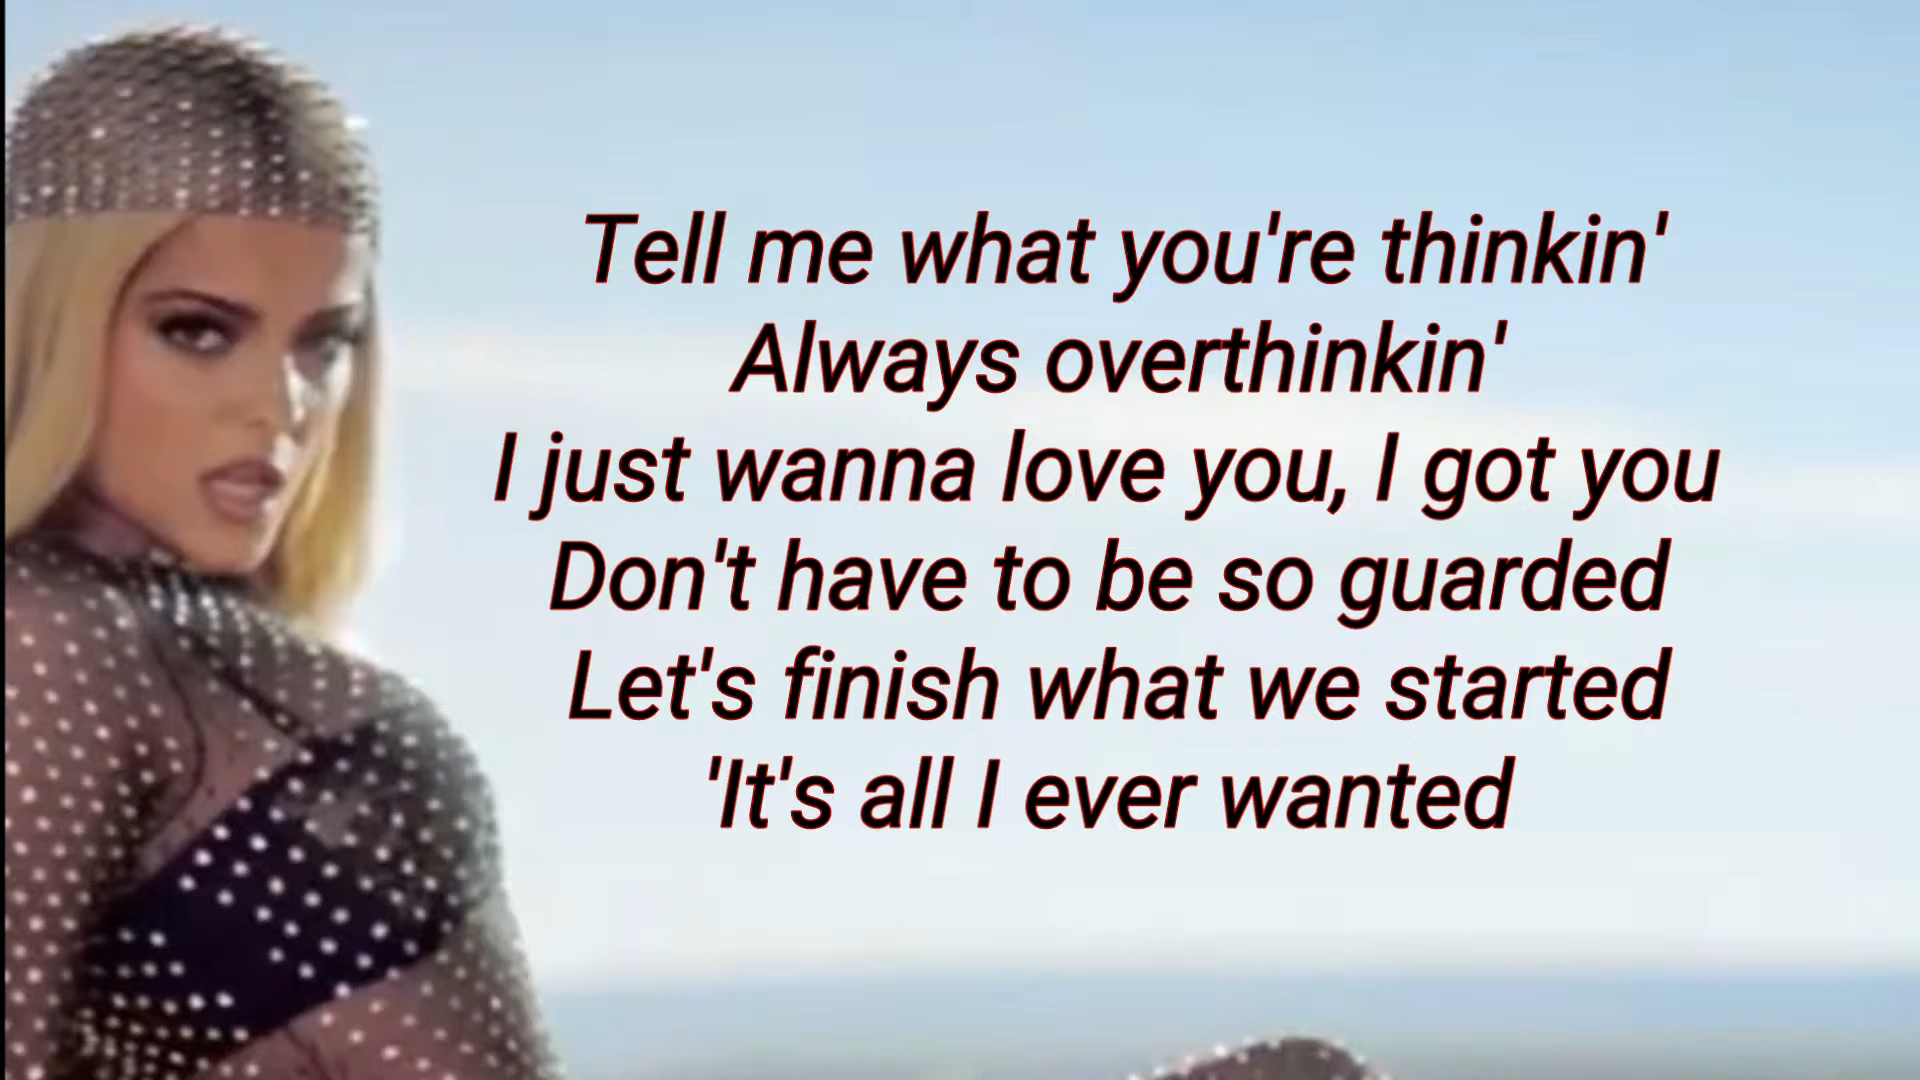 Tell me what you're thinkin'
Always overthinkin'
I just wanna love you, I got you
Don't have to be so guarded
Let's finish what we started
'It's all I ever wanted